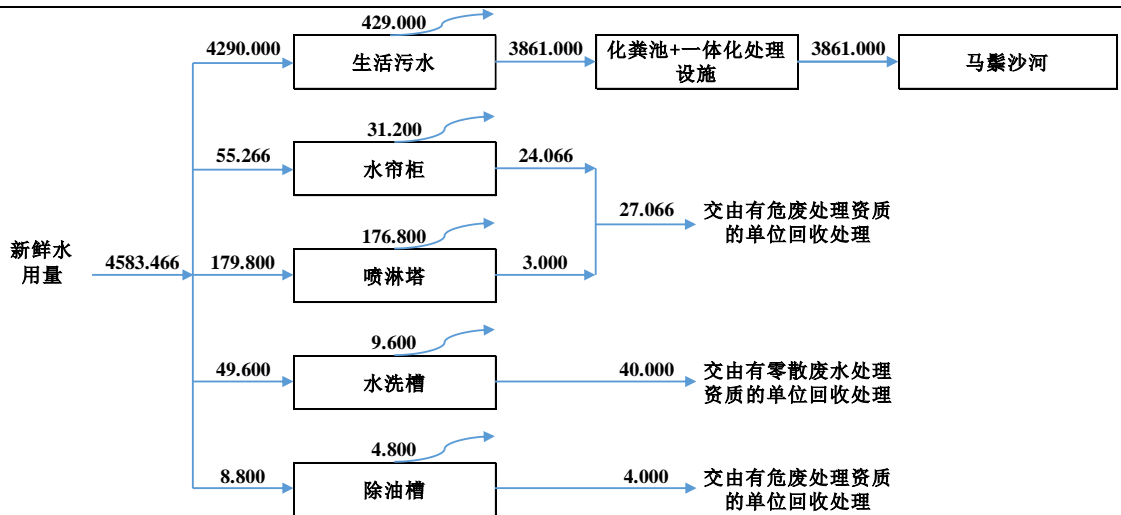 429.000
4290.000
生活污水
3861.000
化粪池+一体化处理
设施
3861.000
马鬃沙河
31.200
55.266
水帘柜
24.066
27.066
交由有危废处理资质
的单位回收处理
176.800
新鲜水
用量
4583.466
179.800
喷淋塔
3.000
9.600
49.600
水洗槽
40.000
交由有零散废水处理
资质的单位回收处理
4.800
8.800
除油槽
4.000
交由有危废处理资质
的单位回收处理